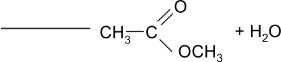 O
CH3 C + H2O
OCH3